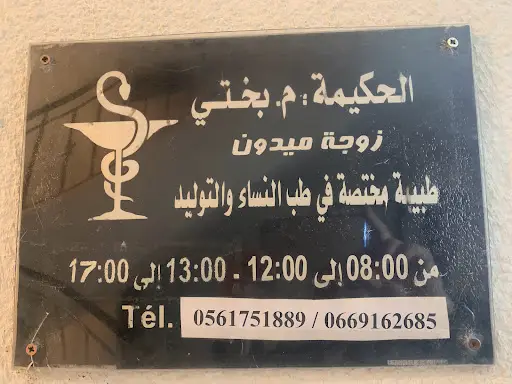 الحكيمة : م. بختي
زوجة ميدون
طبيبة مختصة في طب النساء والتوليد
من 08:00 إلى 12:00 - 13:00 إلى 17:00
Tél. 0561751889 / 0669162685